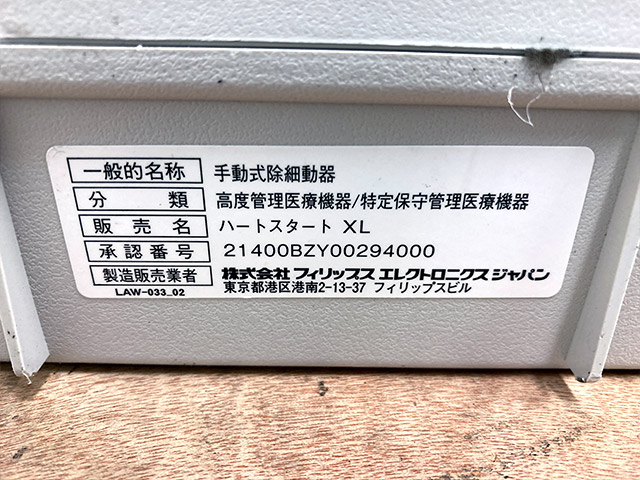 一般的名称 手動式除細動器
分類 高度管理医療機器/特定保守管理医療機器
販売名 ハートスタート XL
承認番号 21400BZY00294000
製造販売業者 株式会社 フィリップス エレクトロニクス ジャパン
LAW-033_02 東京都港区港南2-13-37 フィリップスビル